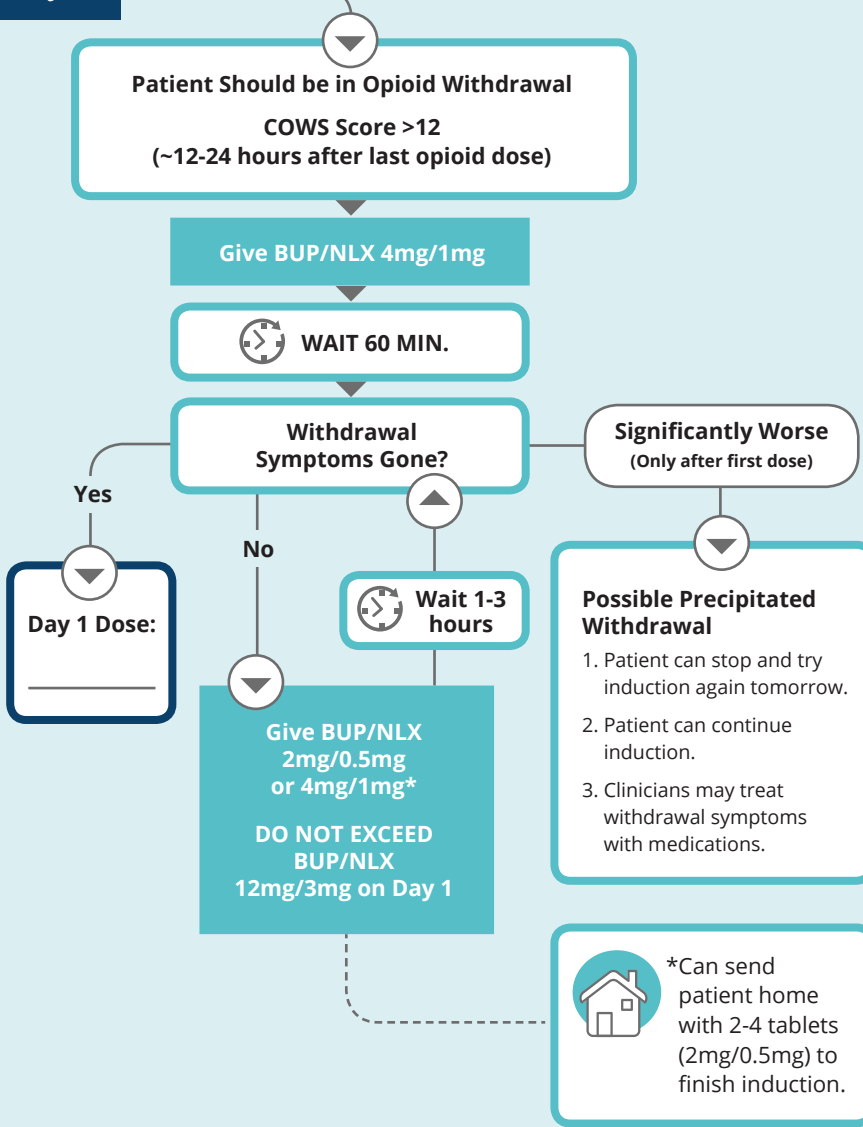 Patient Should be in Opioid Withdrawal
COWS Score >12
(~12-24 hours after last opioid dose)
Give BUP/NLX 4mg/1mg
WAIT 60 MIN.
Withdrawal
Symptoms Gone?
Significantly Worse
(Only after first dose)
Yes
No
Day 1 Dose:
Wait 1-3
hours
Give BUP/NLX
2mg/0.5mg
or 4mg/1mg*
DO NOT EXCEED
BUP/NLX
12mg/3mg on Day 1
Possible Precipitated
Withdrawal
1. Patient can stop and try
induction again tomorrow.
2. Patient can continue
induction.
3. Clinicians may treat
withdrawal symptoms
with medications.
*Can send
patient home
with 2-4 tablets
(2mg/0.5mg) to
finish induction.